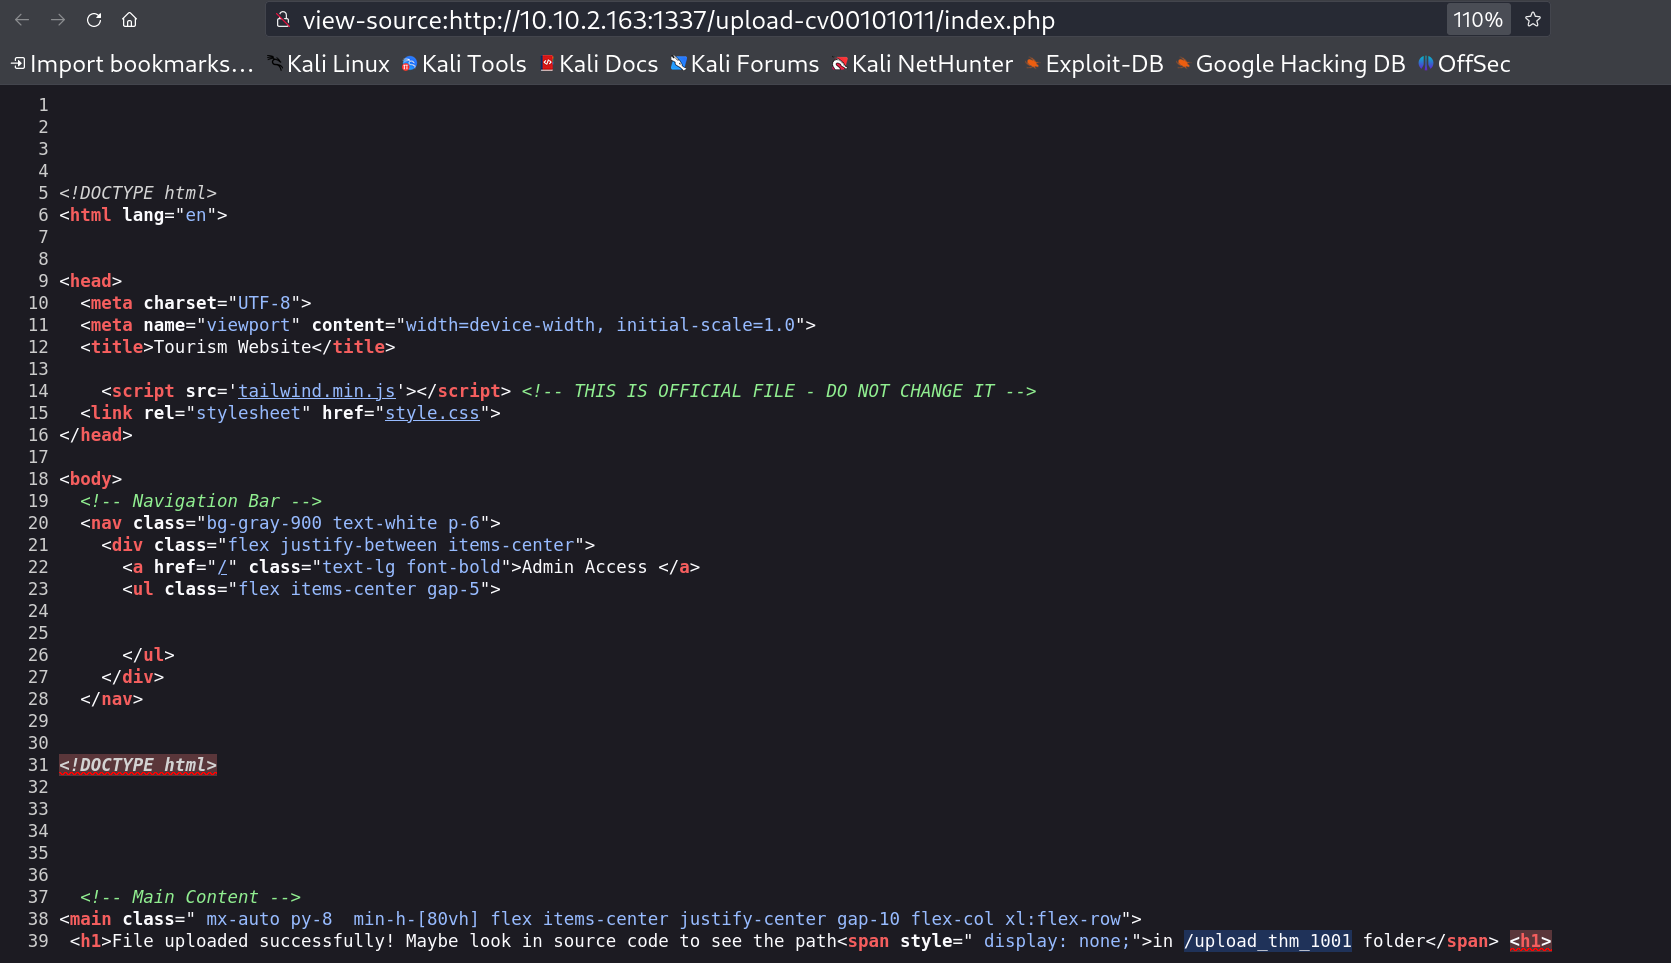 view-source:http://10.10.2.163:1337/upload-cv00101011/index.php 110%
Import bookmarks... Kali Linux Kali Tools Kali Docs Kali Forums Kali NetHunter Exploit-DB Google Hacking DB OffSec
1
2
3
4
5 <!DOCTYPE html>
6 <html lang="en">
7
8
9 <head>
10   <meta charset="UTF-8">
11   <meta name="viewport" content="width=device-width, initial-scale=1.0">
12   <title>Tourism Website</title>
13
14     <script src='tailwind.min.js'></script> <!-- THIS IS OFFICIAL FILE - DO NOT CHANGE IT -->
15   <link rel="stylesheet" href="style.css">
16 </head>
17
18 <body>
19   <!-- Navigation Bar -->
20   <nav class="bg-gray-900 text-white p-6">
21     <div class="flex justify-between items-center">
22       <a href="/" class="text-lg font-bold">Admin Access </a>
23       <ul class="flex items-center gap-5">
24
25
26       </ul>
27     </div>
28   </nav>
29
30
31 <!DOCTYPE html>
32
33
34
35
36
37   <!-- Main Content -->
38 <main class=" mx-auto py-8  min-h-[80vh] flex items-center justify-center gap-10 flex-col xl:flex-row">
39  <h1>File uploaded successfully! Maybe look in source code to see the path<span style=" display: none;">in /upload_thm_1001 folder</span> <h1>